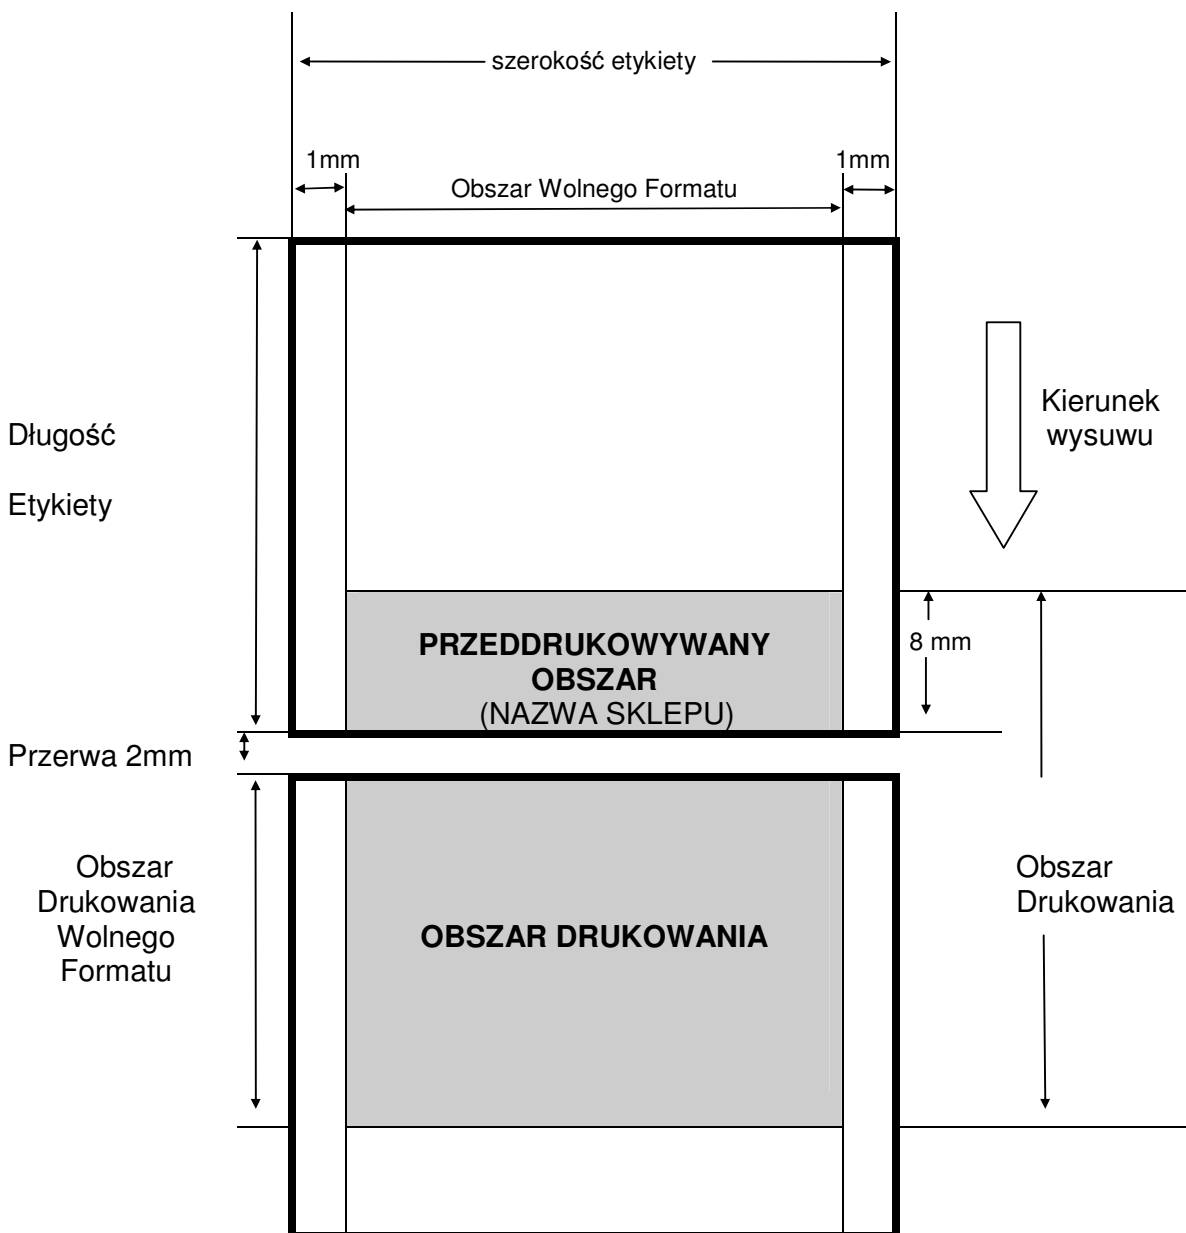 szerokość etykiety
1mm
1mm
Obszar Wolnego Formatu
Kierunek
wysuwu
Długość
Etykiety
PRZEDDRUKOWYWANY
OBSZAR
(NAZWA SKLEPU)
8 mm
Przerwa 2mm
Obszar
Drukowania
Wolnego
Formatu
OBSZAR DRUKOWANIA
Obszar
Drukowania